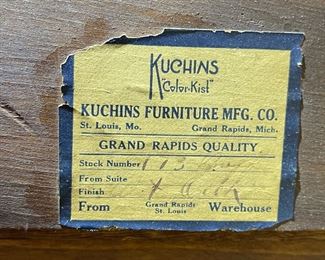 KUCHINS
"Color-Kist"
KUCHINS FURNITURE MFG. CO.
St. Louis, Mo. Grand Rapids, Mich.
GRAND RAPIDS QUALITY
Stock Number 113
From Suite
Finish
From Grand Rapids Warehouse
St. Louis